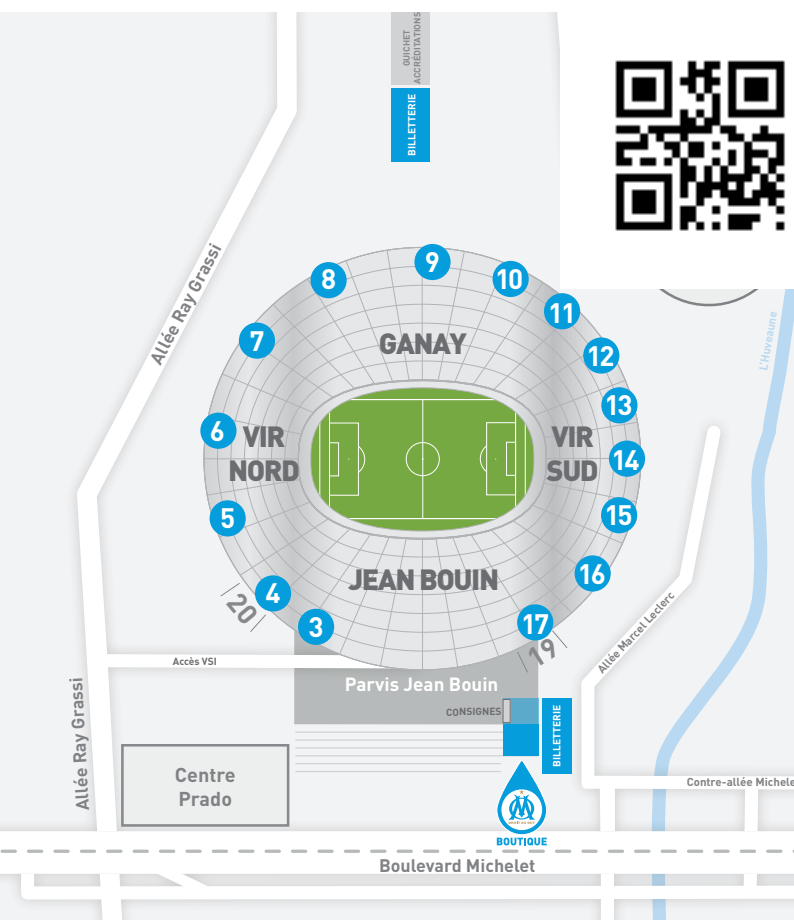 GUICHET
ACCRÉDITATIONS
BILLETTERIE
Allée Ray Grassi
L'Huveaune
9
8
10
11
7
12
GANAY
13
6
VIR
NORD
VIR
SUD
14
5
15
JEAN BOUIN
16
4
20
3
17
19
Allée Marcel Leclerc
Accès VSI
Parvis Jean Bouin
CONSIGNES
BILLETTERIE
Allée Ray Grassi
Centre
Prado
Contre-allée Michele
BOUTIQUE
Boulevard Michelet